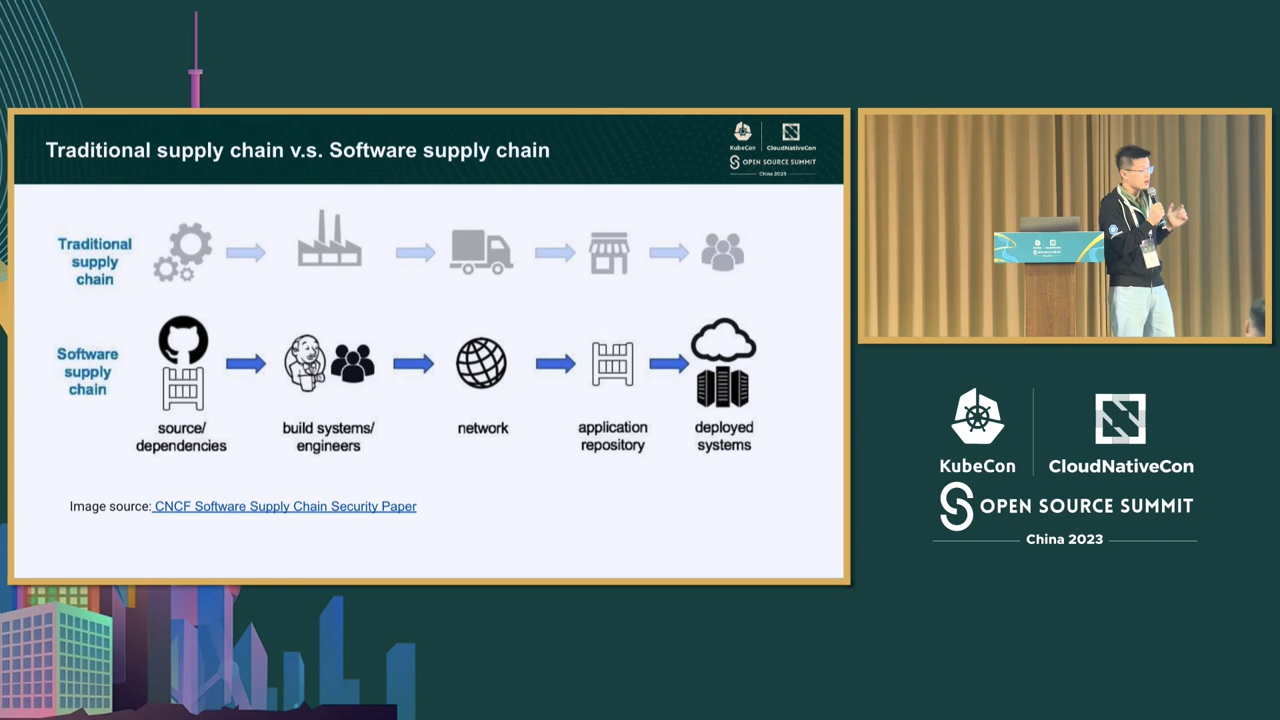 Traditional supply chain v.s. Software supply chain
KubeCon
CloudNativeCon
OPEN SOURCE SUMMIT
China 2023
Traditional
supply
chain
Software
supply
chain
source/
dependencies
build systems/
engineers
network
application
repository
deployed
systems
Image source: CNCF Software Supply Chain Security Paper
KubeCon
CloudNativeCon
OPEN SOURCE SUMMIT
China 2023